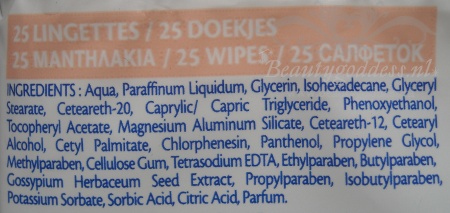 25 LINGETTES / 25 DOEKJES
25 ΜΑΝΤΗΛΑΚΙΑ / 25 WIPES / 25 САЛФЕТОК
Beautygoddess.nl
INGREDIENTS : Aqua, Paraffinum Liquidum, Glycerin, Isohexadecane, Glyceryl
Stearate, Ceteareth-20, Caprylic/ Capric Triglyceride, Phenoxyethanol,
Tocopheryl Acetate, Magnesium Aluminum Silicate, Ceteareth-12, Cetearyl
Alcohol, Cetyl Palmitate, Chlorphenesin, Panthenol, Propylene Glycol,
Methylparaben, Cellulose Gum, Tetrasodium EDTA, Ethylparaben, Butylparaben,
Gossypium Herbaceum Seed Extract, Propylparaben, Isobutylparaben,
Potassium Sorbate, Sorbic Acid, Citric Acid, Parfum.